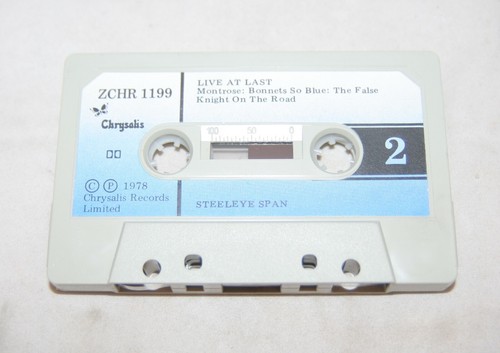 ZCHR 1199
LIVE AT LAST
Montrose: Bonnets So Blue: The False
Knight On The Road
Chrysalis
100 50 0
2
© ℗ 1978
Chrysalis Records
Limited
STEELEYE SPAN